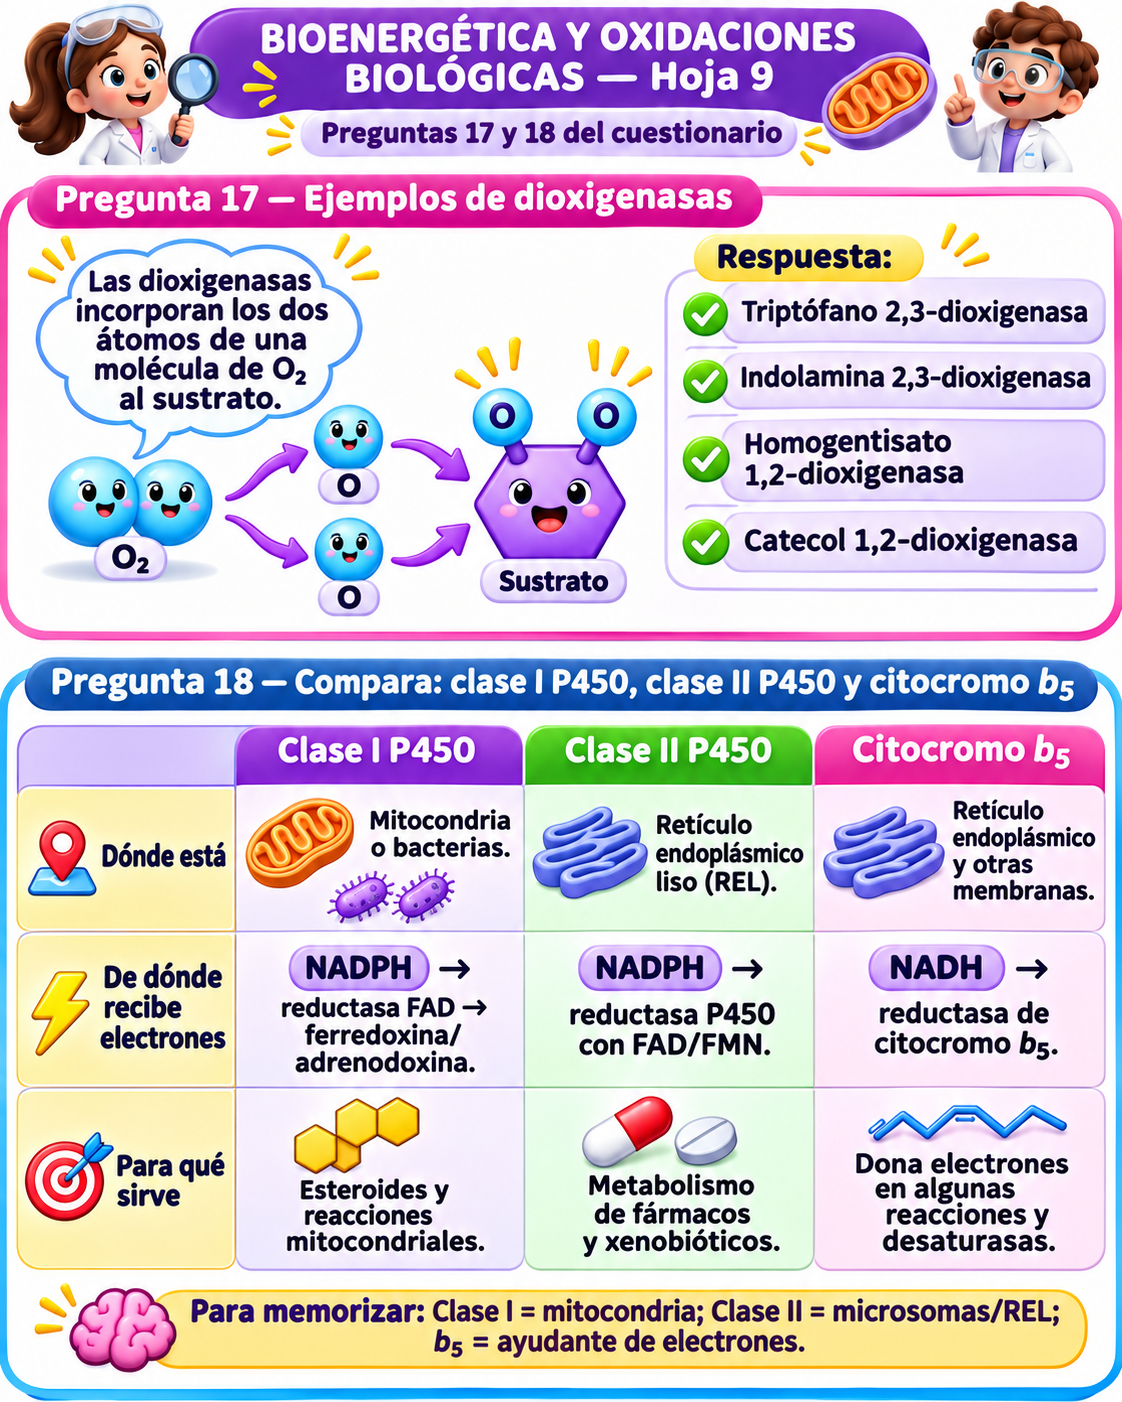 BIOENERGÉTICA Y OXIDACIONES
BIOLÓGICAS — Hoja 9
Preguntas 17 y 18 del cuestionario
Pregunta 17 — Ejemplos de dioxigenasas
Las dioxigenasas
incorporan los dos
átomos de una
molécula de O₂
al sustrato.
O₂
O
O
O
O
Sustrato
Respuesta:
Triptófano 2,3-dioxigenasa
Indolamina 2,3-dioxigenasa
Homogentisato
1,2-dioxigenasa
Catecol 1,2-dioxigenasa
Pregunta 18 — Compara: clase I P450, clase II P450 y citocromo b₅
Clase I P450
Clase II P450
Citocromo b₅
Dónde está
Mitocondria
o bacterias.
Retículo
endoplásmico
liso (REL).
Retículo
endoplásmico
y otras
membranas.
De dónde
recibe
electrones
NADPH →
reductasa FAD →
ferredoxina/
adrenodoxina.
NADPH →
reductasa P450
con FAD/FMN.
NADH →
reductasa de
citocromo b₅.
Para qué
sirve
Esteroides y
reacciones
mitocondriales.
Metabolismo
de fármacos
y xenobióticos.
Dona electrones
en algunas
reacciones y
desaturasas.
Para memorizar: Clase I = mitocondria; Clase II = microsomas/REL;
b₅ = ayudante de electrones.